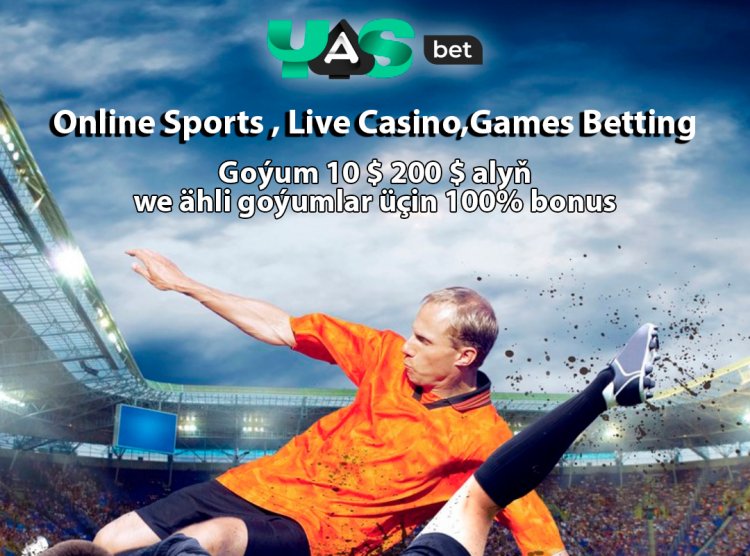 YAS bet
Online Sports , Live Casino,Games Betting
Goýum 10 $ 200 $ alyň
we ähli goýumlar üçin 100% bonus